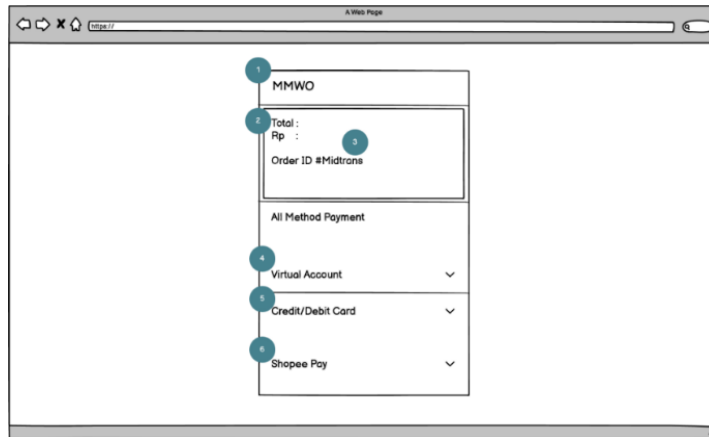 A Web Page
https://
1
MMWO
2
Total :
Rp :
3
Order ID #Midtrans
All Method Payment
4
Virtual Account
5
Credit/Debit Card
6
Shopee Pay